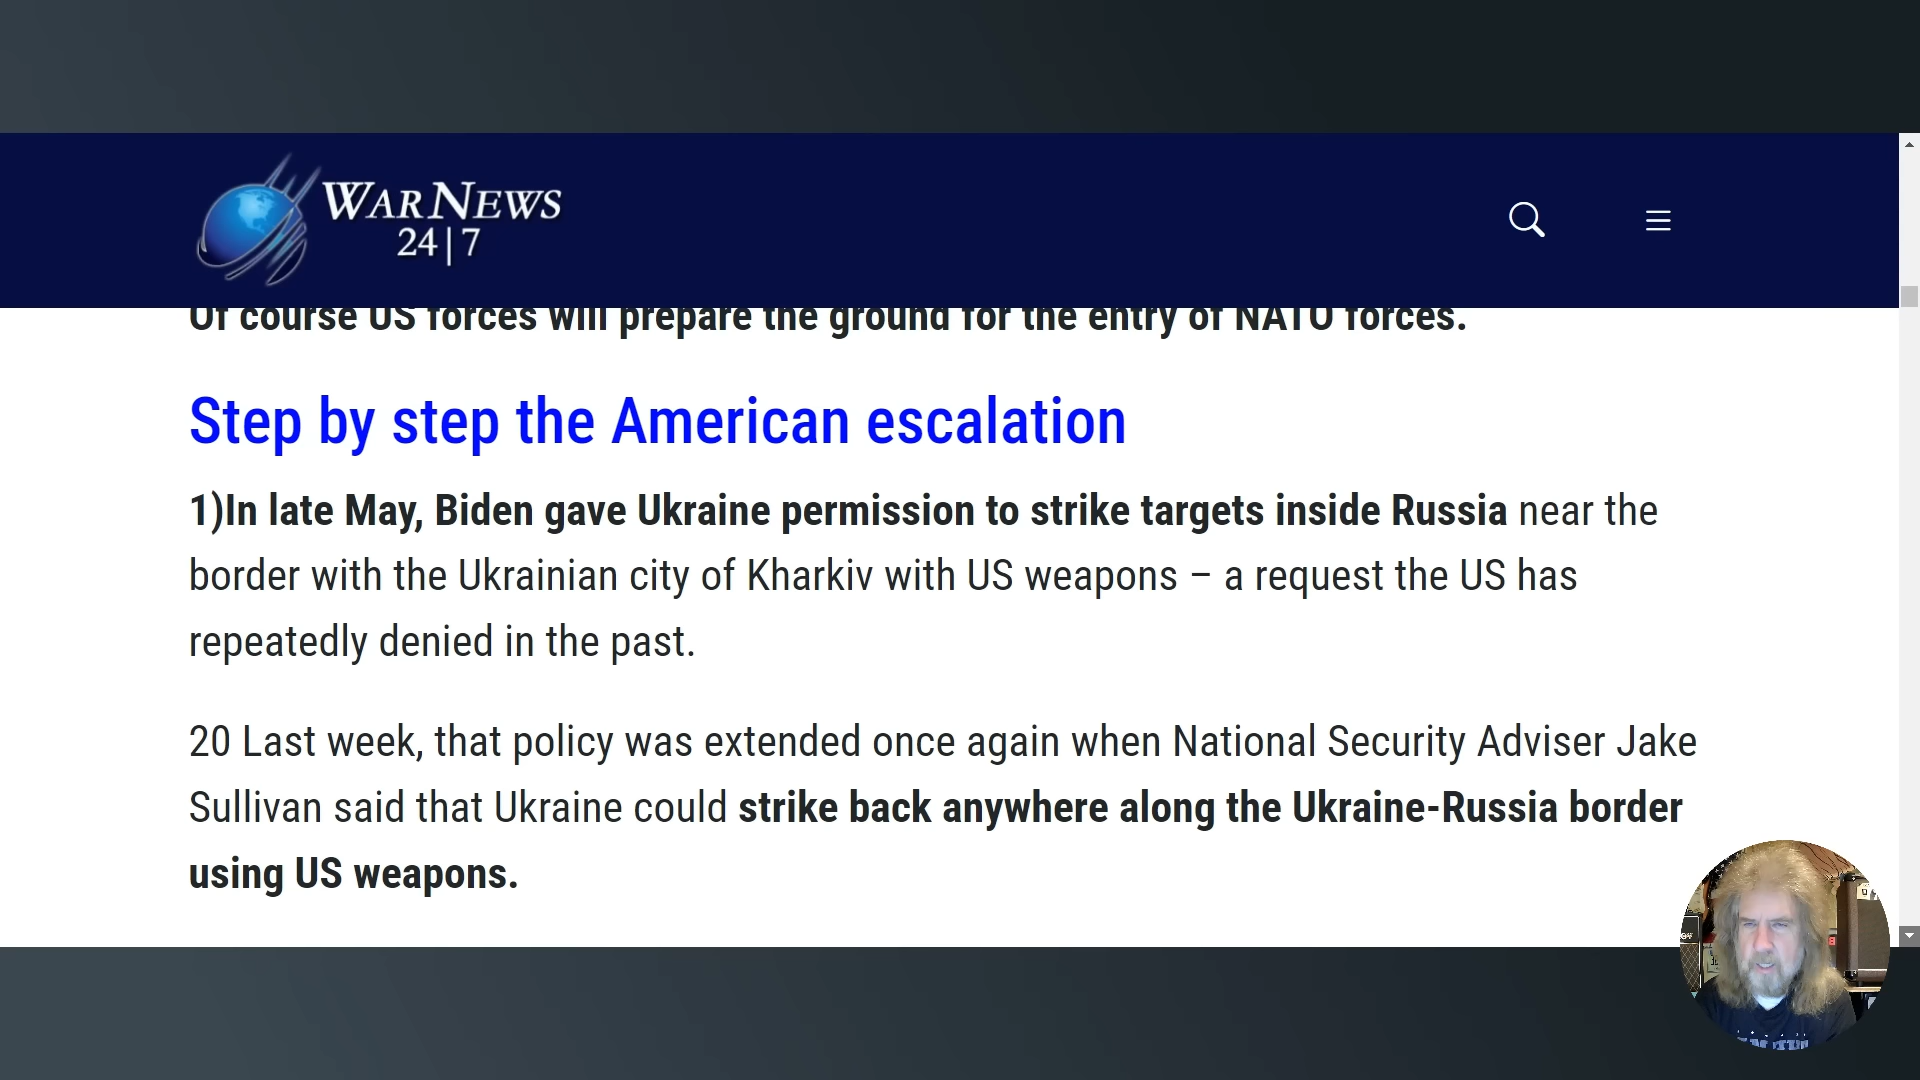 WAR NEWS
24|7
Of course US forces will prepare the ground for the entry of NATO forces.
Step by step the American escalation
1)In late May, Biden gave Ukraine permission to strike targets inside Russia near the
border with the Ukrainian city of Kharkiv with US weapons – a request the US has
repeatedly denied in the past.
20 Last week, that policy was extended once again when National Security Adviser Jake
Sullivan said that Ukraine could strike back anywhere along the Ukraine-Russia border
using US weapons.